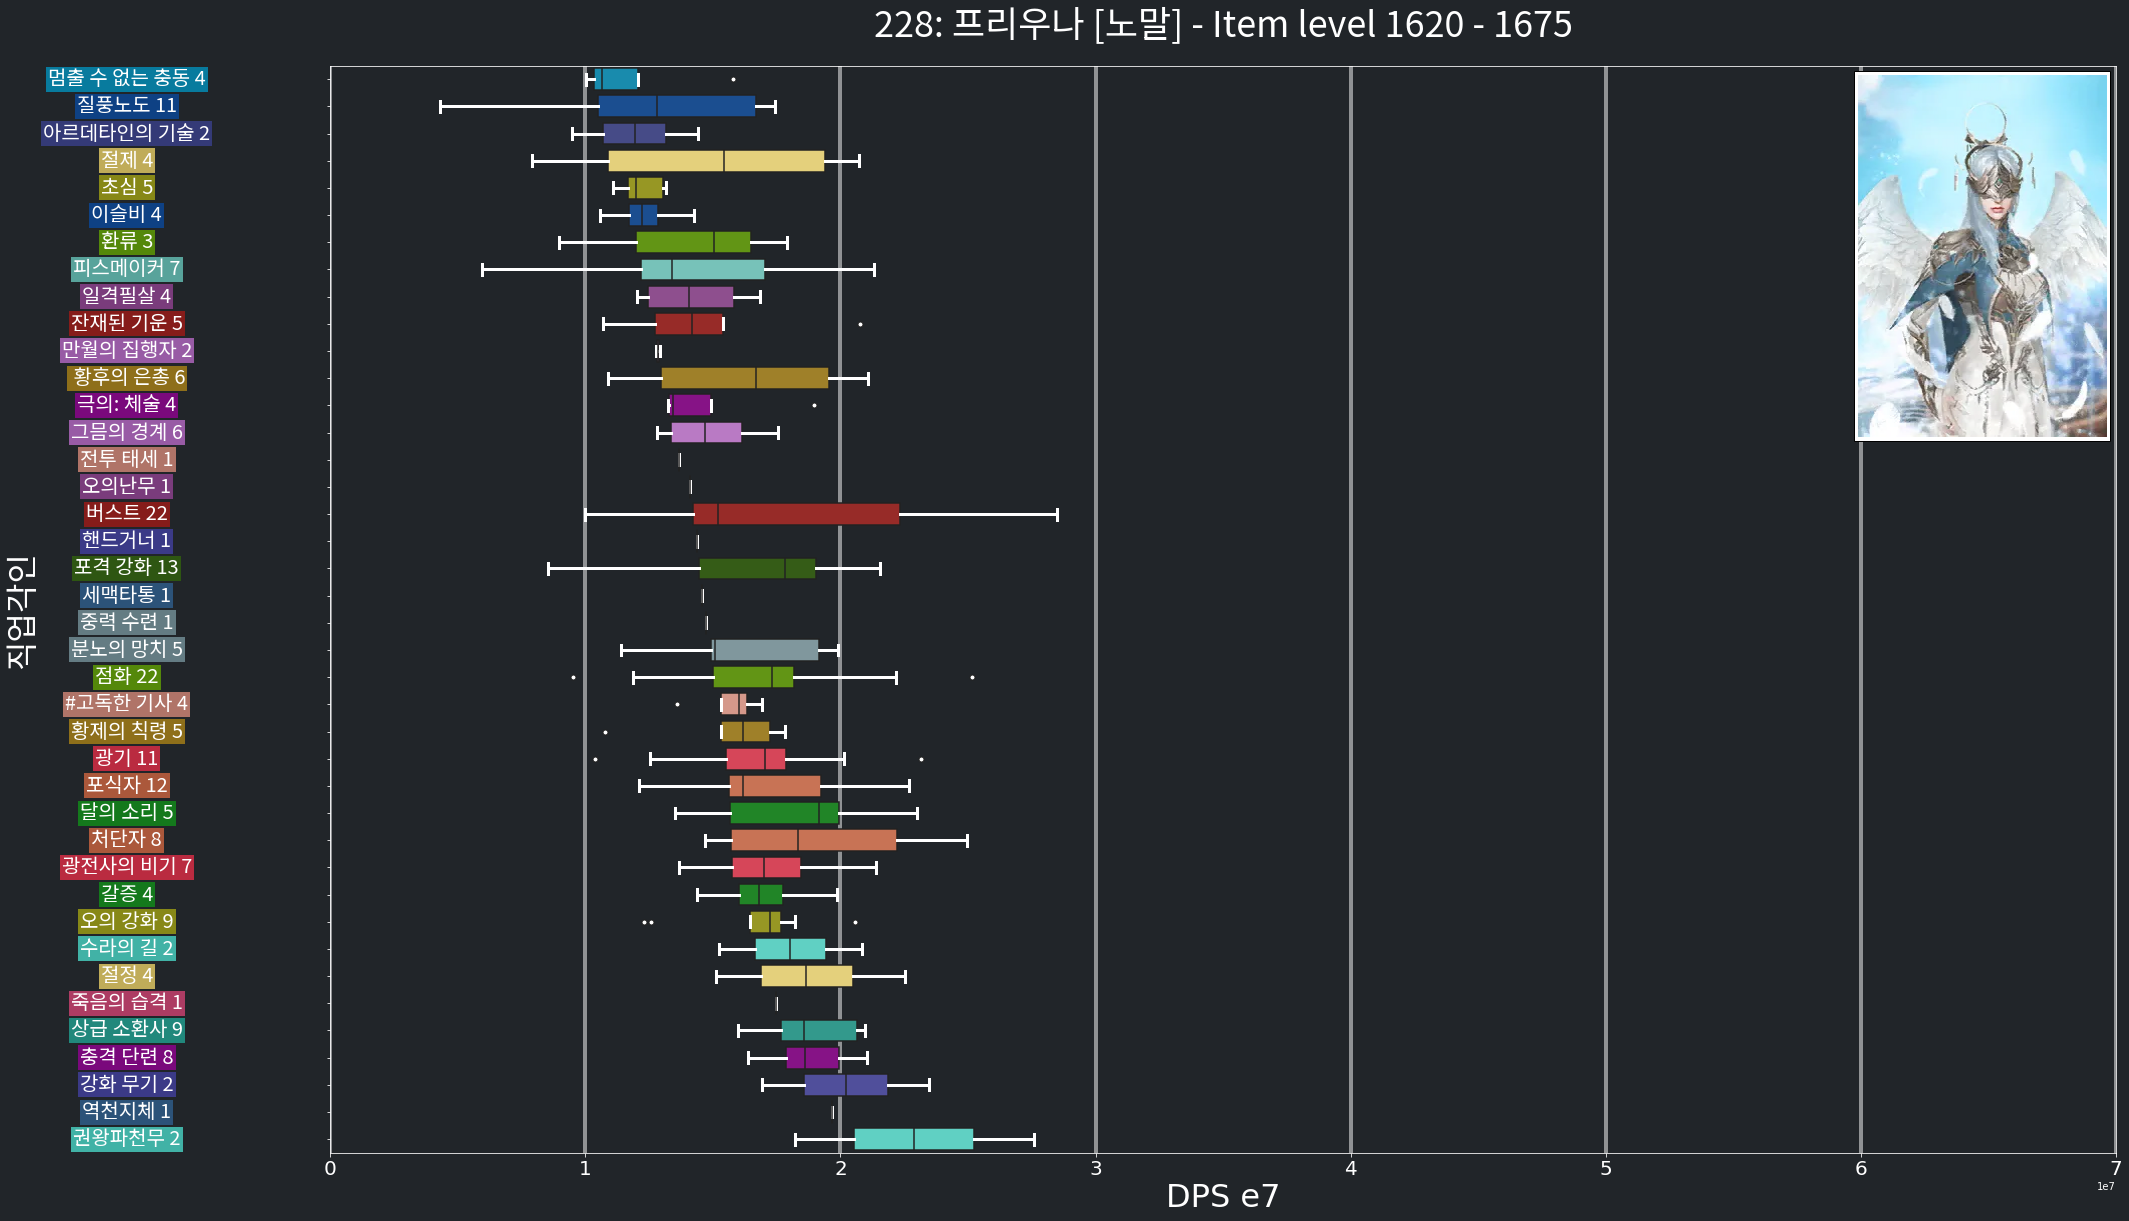 228: 프리우나 [노말] - Item level 1620 - 1675
멈출 수 없는 충동 4
질풍노도 11
아르데타인의 기술 2
절제 4
초심 5
이슬비 4
환류 3
피스메이커 7
일격필살 4
잔재된 기운 5
만월의 집행자 2
황후의 은총 6
극의: 체술 4
그믐의 경계 6
전투 태세 1
오의난무 1
버스트 22
핸드거너 1
포격 강화 13
세맥타통 1
중력 수련 1
분노의 망치 5
점화 22
#고독한 기사 4
황제의 칙령 5
광기 11
포식자 12
달의 소리 5
처단자 8
광전사의 비기 7
갈증 4
오의 강화 9
수라의 길 2
절정 4
죽음의 습격 1
상급 소환사 9
충격 단련 8
강화 무기 2
역천지체 1
권왕파천무 2
직업각인
0 1 2 3 4 5 6 7
1e7
DPS e7